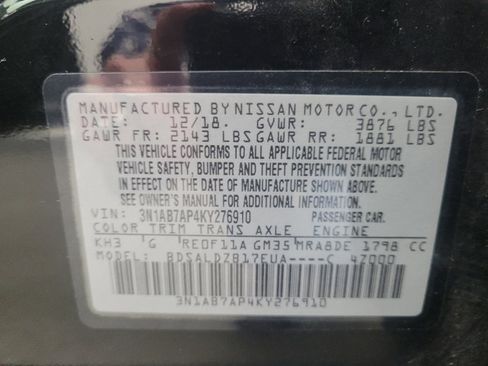 MANUFACTURED BY NISSAN MOTOR CO., LTD.
DATE: 12/18. GVWR: 3876 LBS
GAWR FR: 2143 LBS GAWR RR: 1881 LBS
THIS VEHICLE CONFORMS TO ALL APPLICABLE FEDERAL MOTOR
VEHICLE SAFETY, BUMPER AND THEFT PREVENTION STANDARDS
IN EFFECT ON THE DATE OF MANUFACTURE SHOWN ABOVE.
SEE OWNER'S MANUAL FOR ADDITIONAL INFORMATION.
VIN: 3N1AB7AP4KY276910 PASSENGER CAR.
COLOR TRIM TRANS AXLE ENGINE
KH3 G RE0F11A GM35 MRA8DE 1798 CC
MODEL: BDSALDZB17EUA----C 47000
3N1AB7AP4KY276910